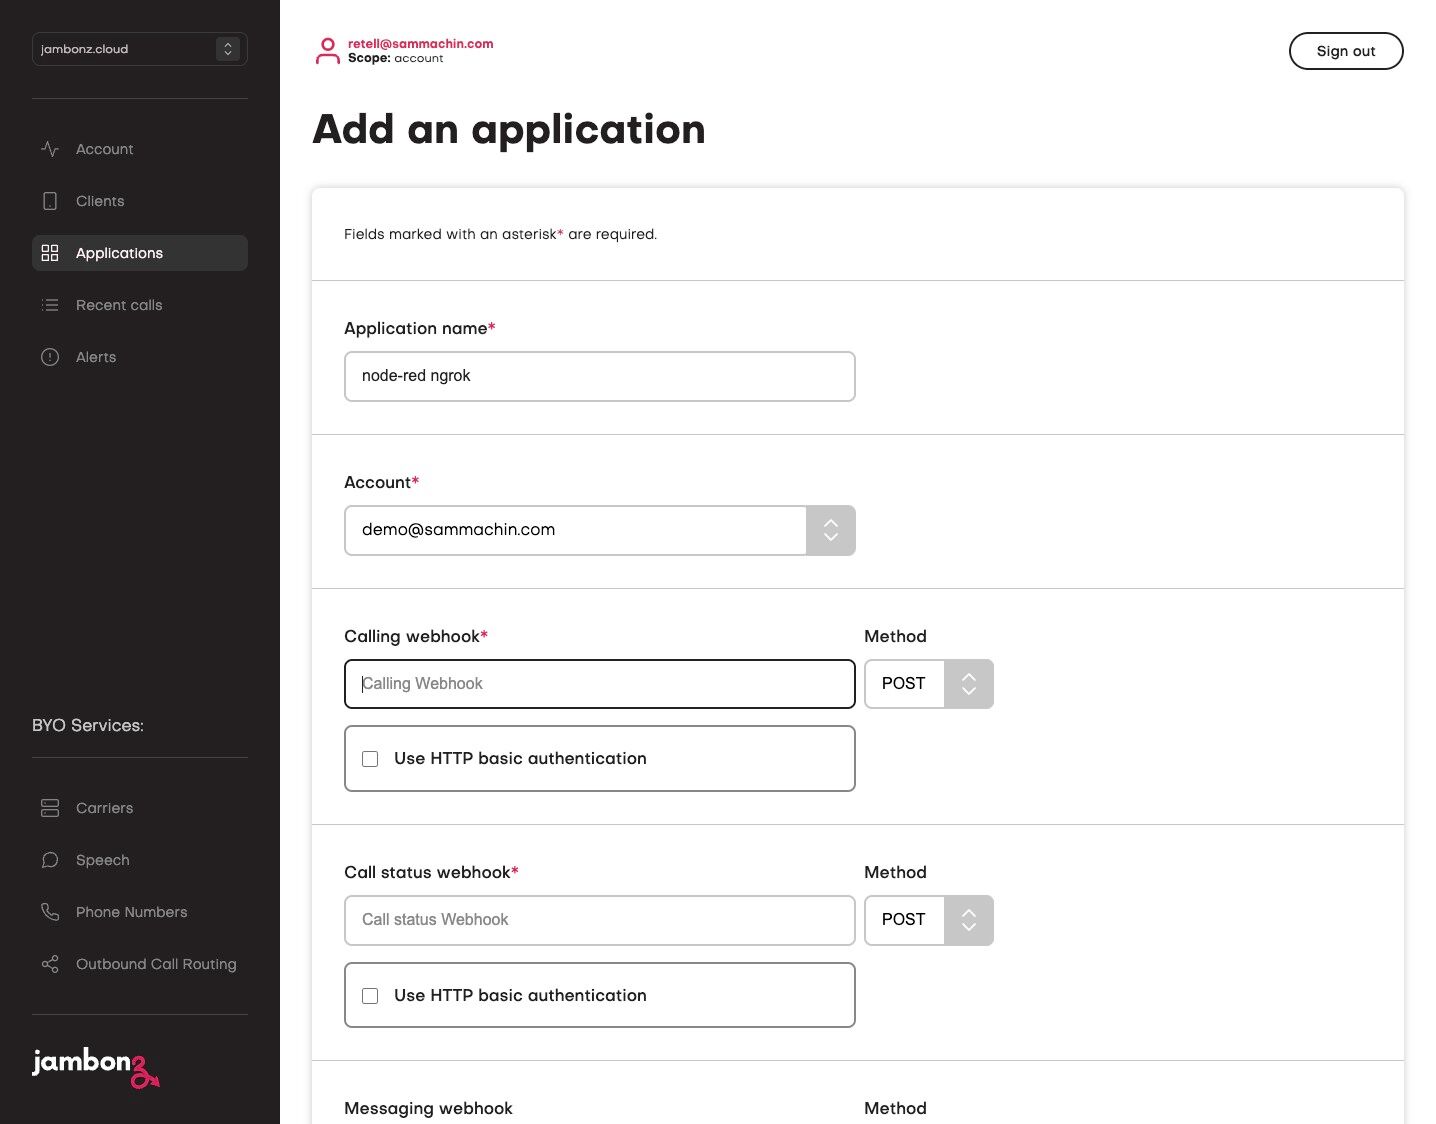 jambonz.cloud
Account
Clients
Applications
Recent calls
Alerts
BYO Services:
Carriers
Speech
Phone Numbers
Outbound Call Routing
jambonz
retell@sammachin.com
Scope: account
Sign out
Add an application
Fields marked with an asterisk* are required.
Application name*
node-red ngrok
Account*
demo@sammachin.com
Calling webhook* Method
Calling Webhook POST
Use HTTP basic authentication
Call status webhook* Method
Call status Webhook POST
Use HTTP basic authentication
Messaging webhook Method